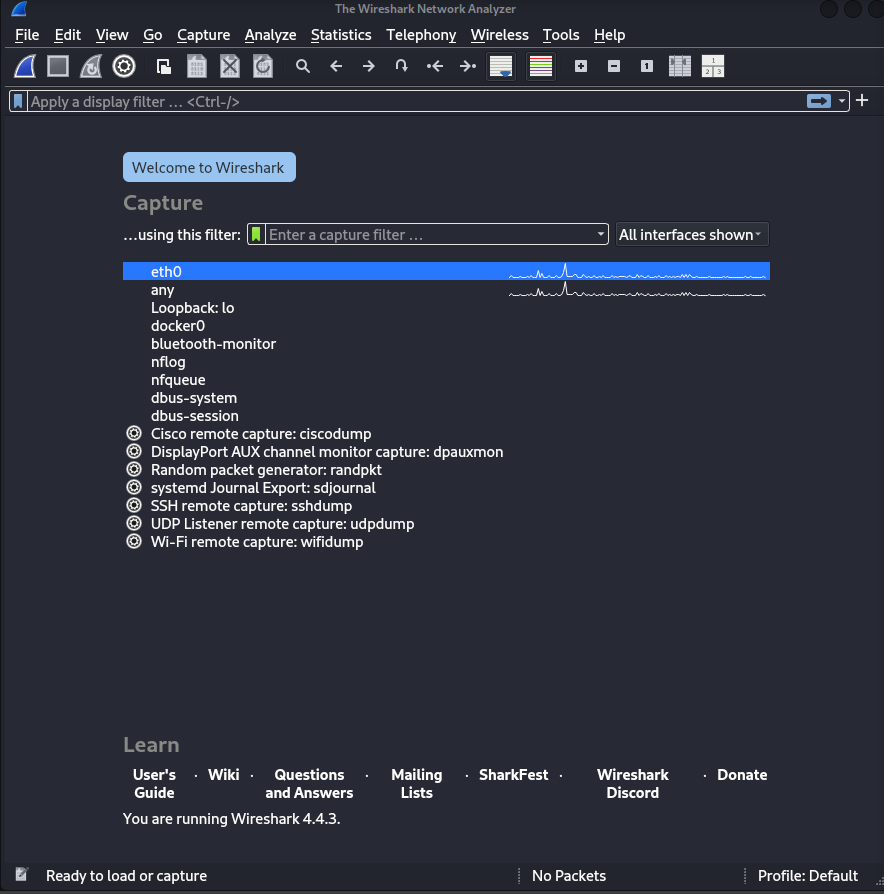 The Wireshark Network Analyzer
File Edit View Go Capture Analyze Statistics Telephony Wireless Tools Help
1
1
2 3
Apply a display filter … <Ctrl-/>
Welcome to Wireshark
Capture
…using this filter: Enter a capture filter … All interfaces shown
eth0
any
Loopback: lo
docker0
bluetooth-monitor
nflog
nfqueue
dbus-system
dbus-session
Cisco remote capture: ciscodump
DisplayPort AUX channel monitor capture: dpauxmon
Random packet generator: randpkt
systemd Journal Export: sdjournal
SSH remote capture: sshdump
UDP Listener remote capture: udpdump
Wi-Fi remote capture: wifidump
Learn
User's Guide · Wiki · Questions and Answers · Mailing Lists · SharkFest · Wireshark Discord · Donate
You are running Wireshark 4.4.3.
Ready to load or capture No Packets Profile: Default